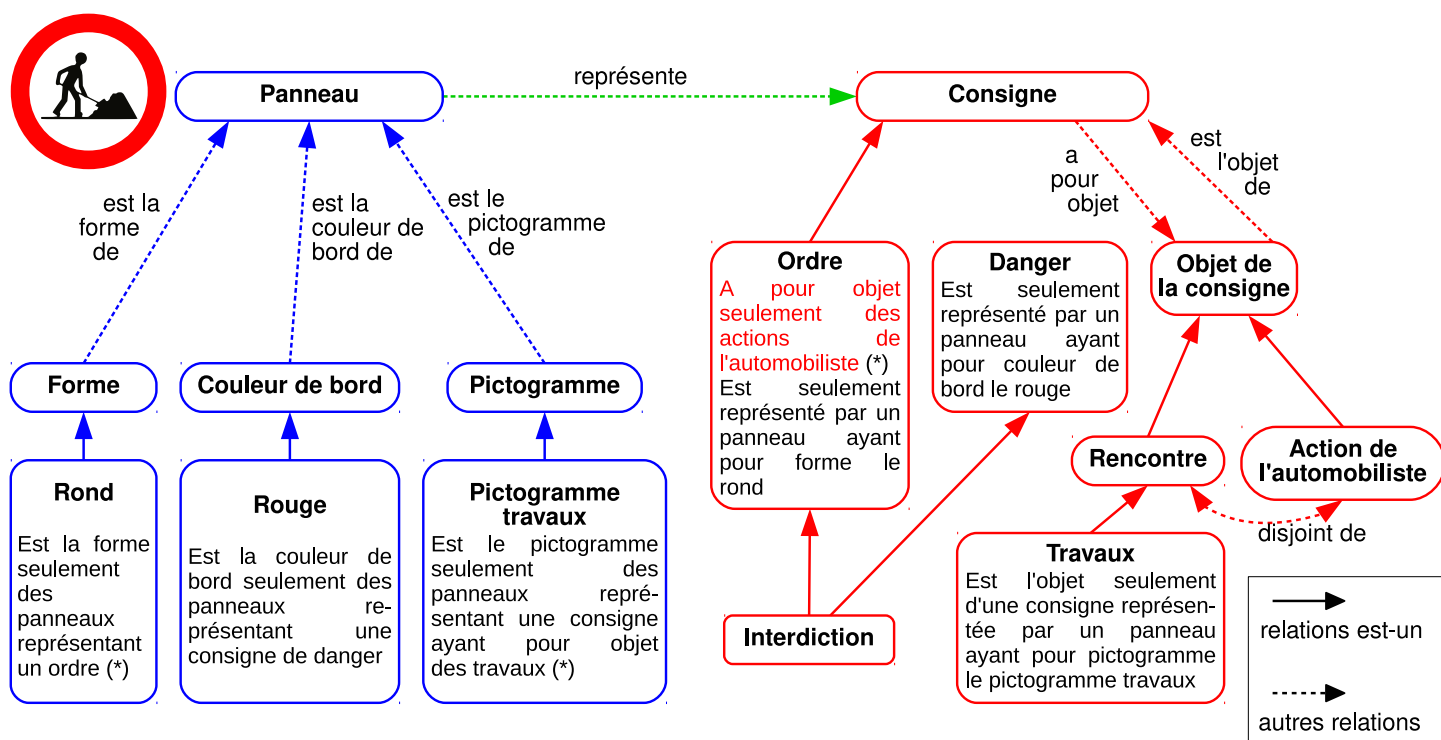 Panneau
représente
Consigne
est la
forme
de
est la
couleur de
bord de
est le
pictogramme
de
a
pour
objet
est
l'objet
de
Ordre
A pour objet
seulement des
actions de
l'automobiliste (*)
Est seulement
représenté par un
panneau ayant
pour forme le
rond
Danger
Est seulement
représenté par un
panneau ayant
pour couleur de
bord le rouge
Objet de
la consigne
Forme
Couleur de bord
Pictogramme
Rencontre
Action de
l'automobiliste
disjoint de
Rond
Est la forme
seulement
des
panneaux
représentant
un ordre (*)
Rouge
Est la couleur de
bord seulement des
panneaux re-
présentant une
consigne de danger
Pictogramme
travaux
Est le pictogramme
seulement des
panneaux repré-
sentant une consigne
ayant pour objet
des travaux (*)
Interdiction
Travaux
Est l'objet seulement
d'une consigne représen-
tée par un panneau
ayant pour pictogramme
le pictogramme travaux
relations est-un
autres relations